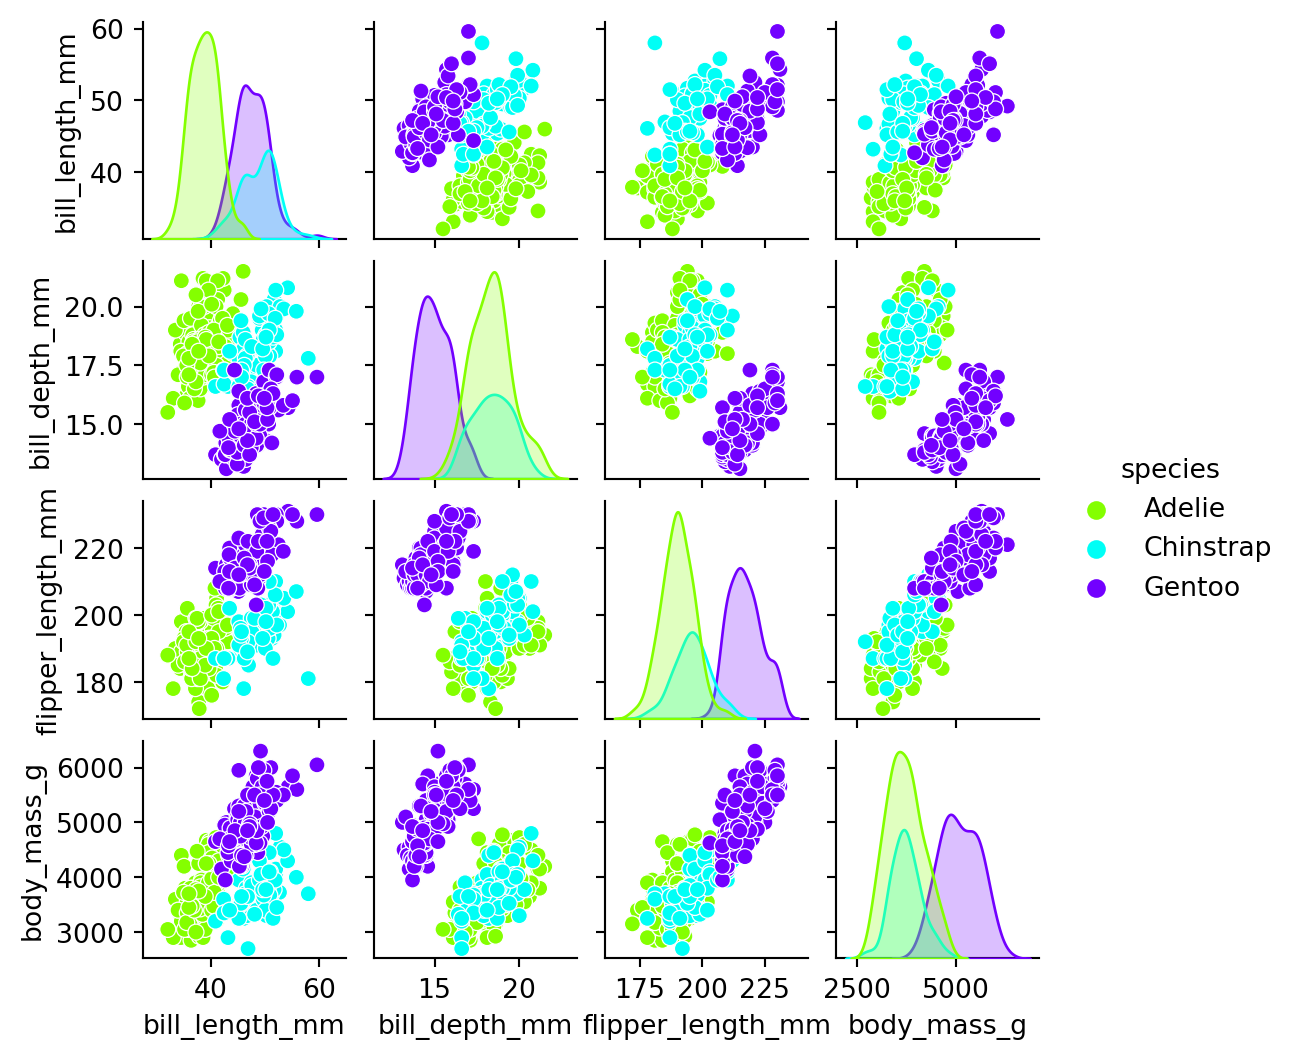 60
50
40
bill_length_mm
20.0
17.5
15.0
bill_depth_mm
220
200
180
flipper_length_mm
6000
5000
4000
3000
body_mass_g
40 60
15 20
175 200 225
2500 5000
bill_length_mm
bill_depth_mm
flipper_length_mm
body_mass_g
species
Adelie
Chinstrap
Gentoo